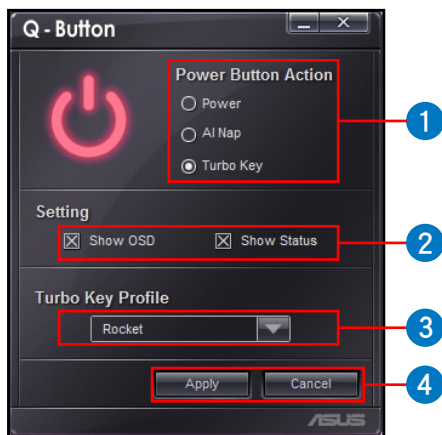 Q - Button
Power Button Action
Power
AI Nap
Turbo Key
1
Setting
Show OSD Show Status
2
Turbo Key Profile
Rocket
3
Apply Cancel
4
ASUS